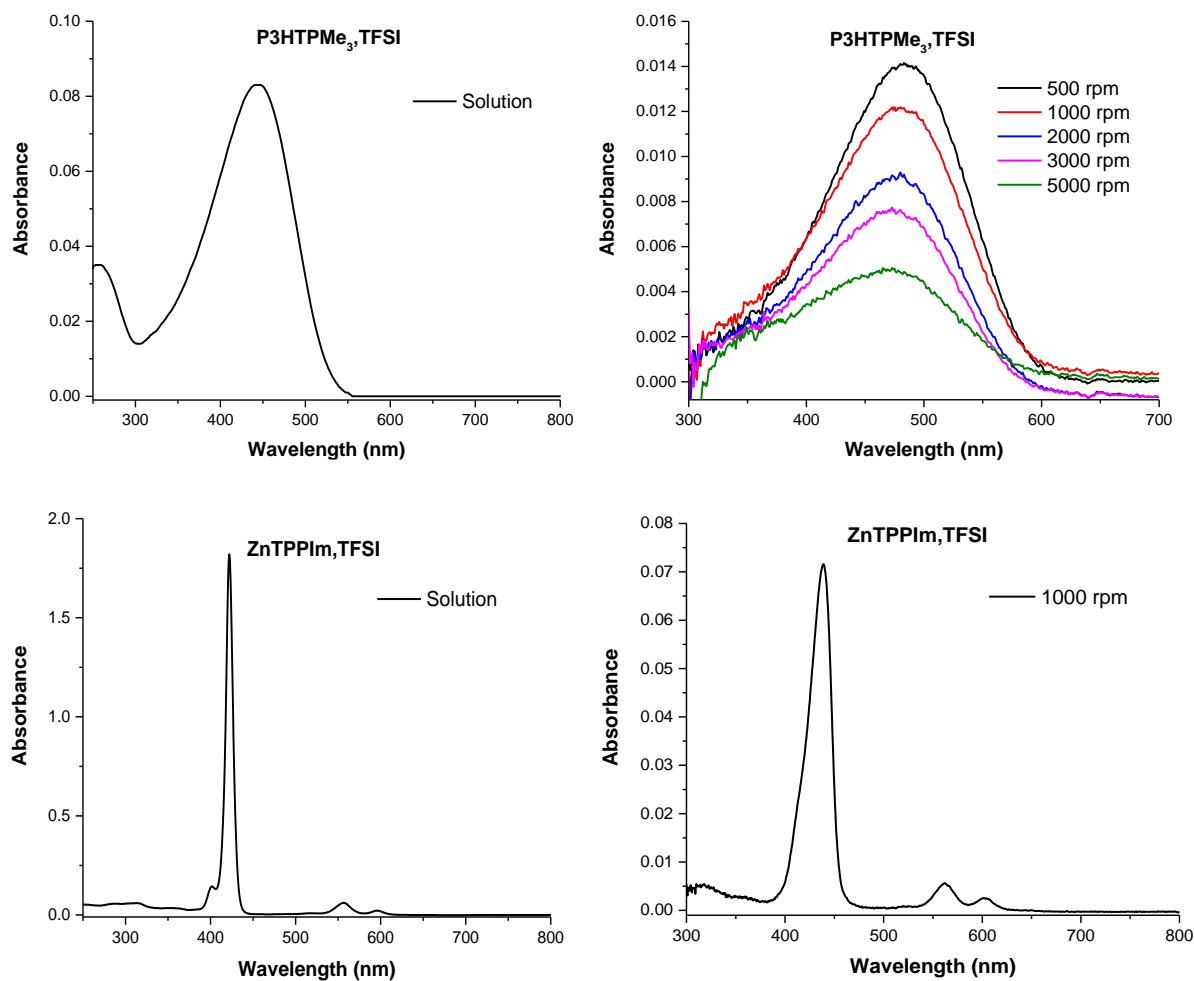 P3HTPMe3,TFSI
Solution
0.10
0.08
0.06
0.04
0.02
0.00
Absorbance
300 400 500 600 700 800
Wavelength (nm)
P3HTPMe3,TFSI
500 rpm
1000 rpm
2000 rpm
3000 rpm
5000 rpm
0.016
0.014
0.012
0.010
0.008
0.006
0.004
0.002
0.000
Absorbance
300 400 500 600 700
Wavelength (nm)
ZnTPPIm,TFSI
Solution
2.0
1.5
1.0
0.5
0.0
Absorbance
300 400 500 600 700 800
Wavelength (nm)
ZnTPPIm,TFSI
1000 rpm
0.08
0.07
0.06
0.05
0.04
0.03
0.02
0.01
0.00
Absorbance
300 400 500 600 700 800
Wavelength (nm)